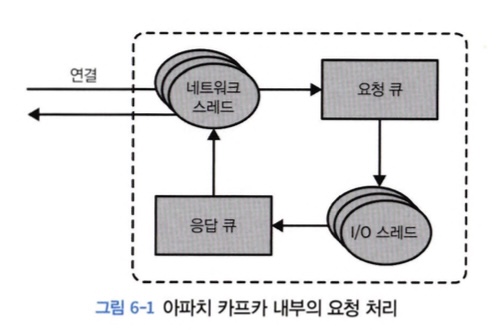 연결
네트워크
스레드
요청 큐
응답 큐
I/O 스레드
그림 6-1 아파치 카프카 내부의 요청 처리